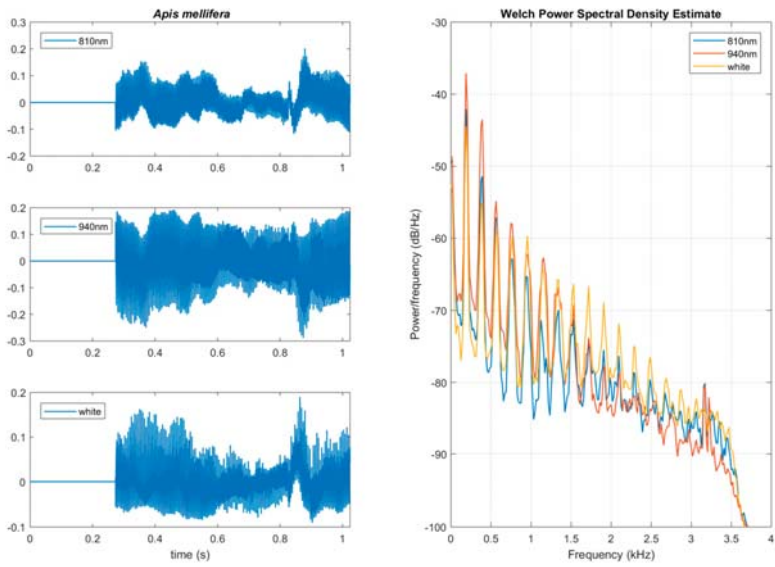 Apis mellifera
810nm
0.2
0.1
0
-0.1
-0.2
0 0.2 0.4 0.6 0.8 1
940nm
0.2
0.1
0
-0.1
-0.2
-0.3
0 0.2 0.4 0.6 0.8 1
white
0.2
0.1
0
-0.1
0 0.2 0.4 0.6 0.8 1
time (s)
Welch Power Spectral Density Estimate
810nm
940nm
white
-30
-40
-50
-60
-70
-80
-90
-100
Power/frequency (dB/Hz)
0 0.5 1 1.5 2 2.5 3 3.5 4
Frequency (kHz)